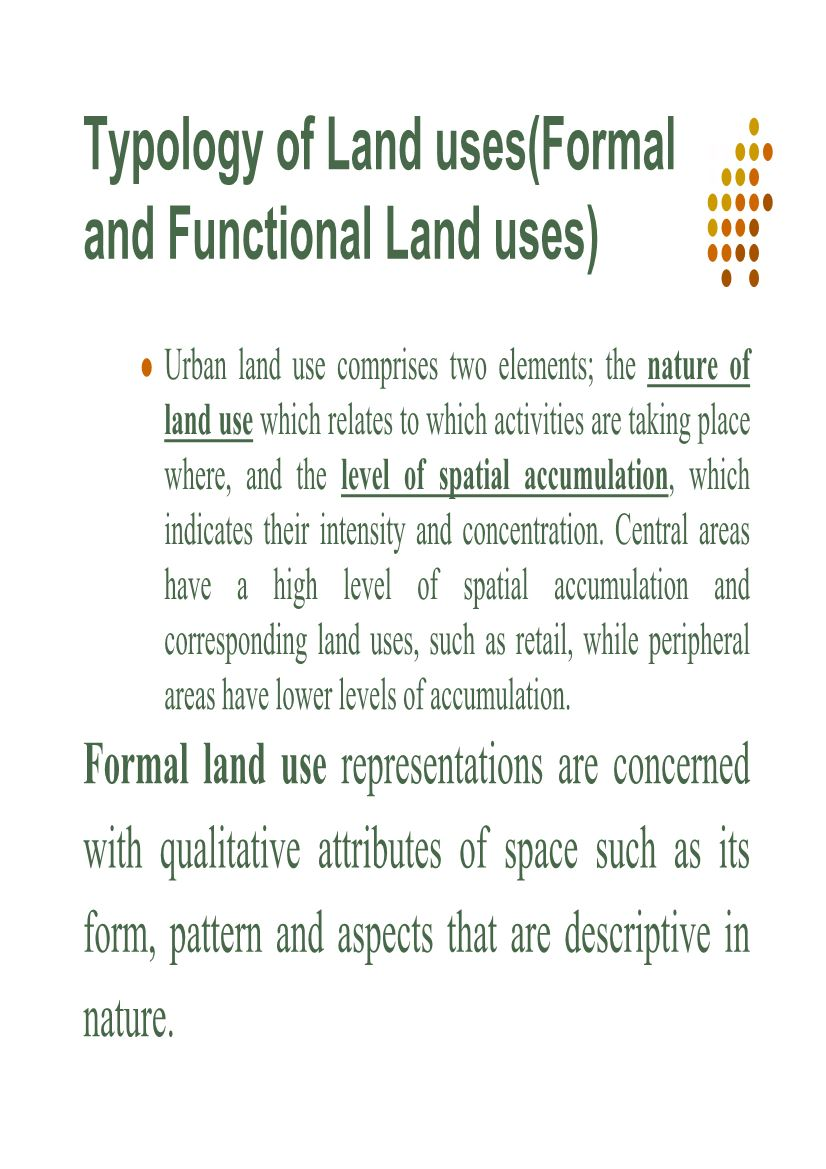 Typology of Land uses(Formal
and Functional Land uses)
• Urban land use comprises two elements; the nature of
land use which relates to which activities are taking place
where, and the level of spatial accumulation, which
indicates their intensity and concentration. Central areas
have a high level of spatial accumulation and
corresponding land uses, such as retail, while peripheral
areas have lower levels of accumulation.
Formal land use representations are concerned
with qualitative attributes of space such as its
form, pattern and aspects that are descriptive in
nature.